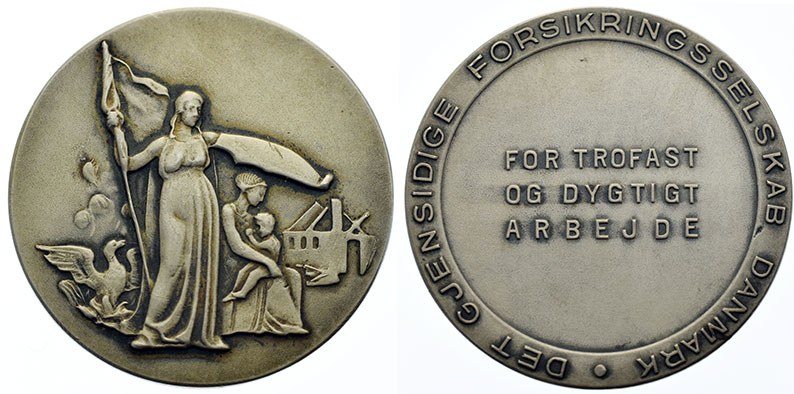 DET GJENSIDIGE FORSIKRINGSSELSKAB DANMARK •
FOR TROFAST
OG DYGTIGT
ARBEJDE